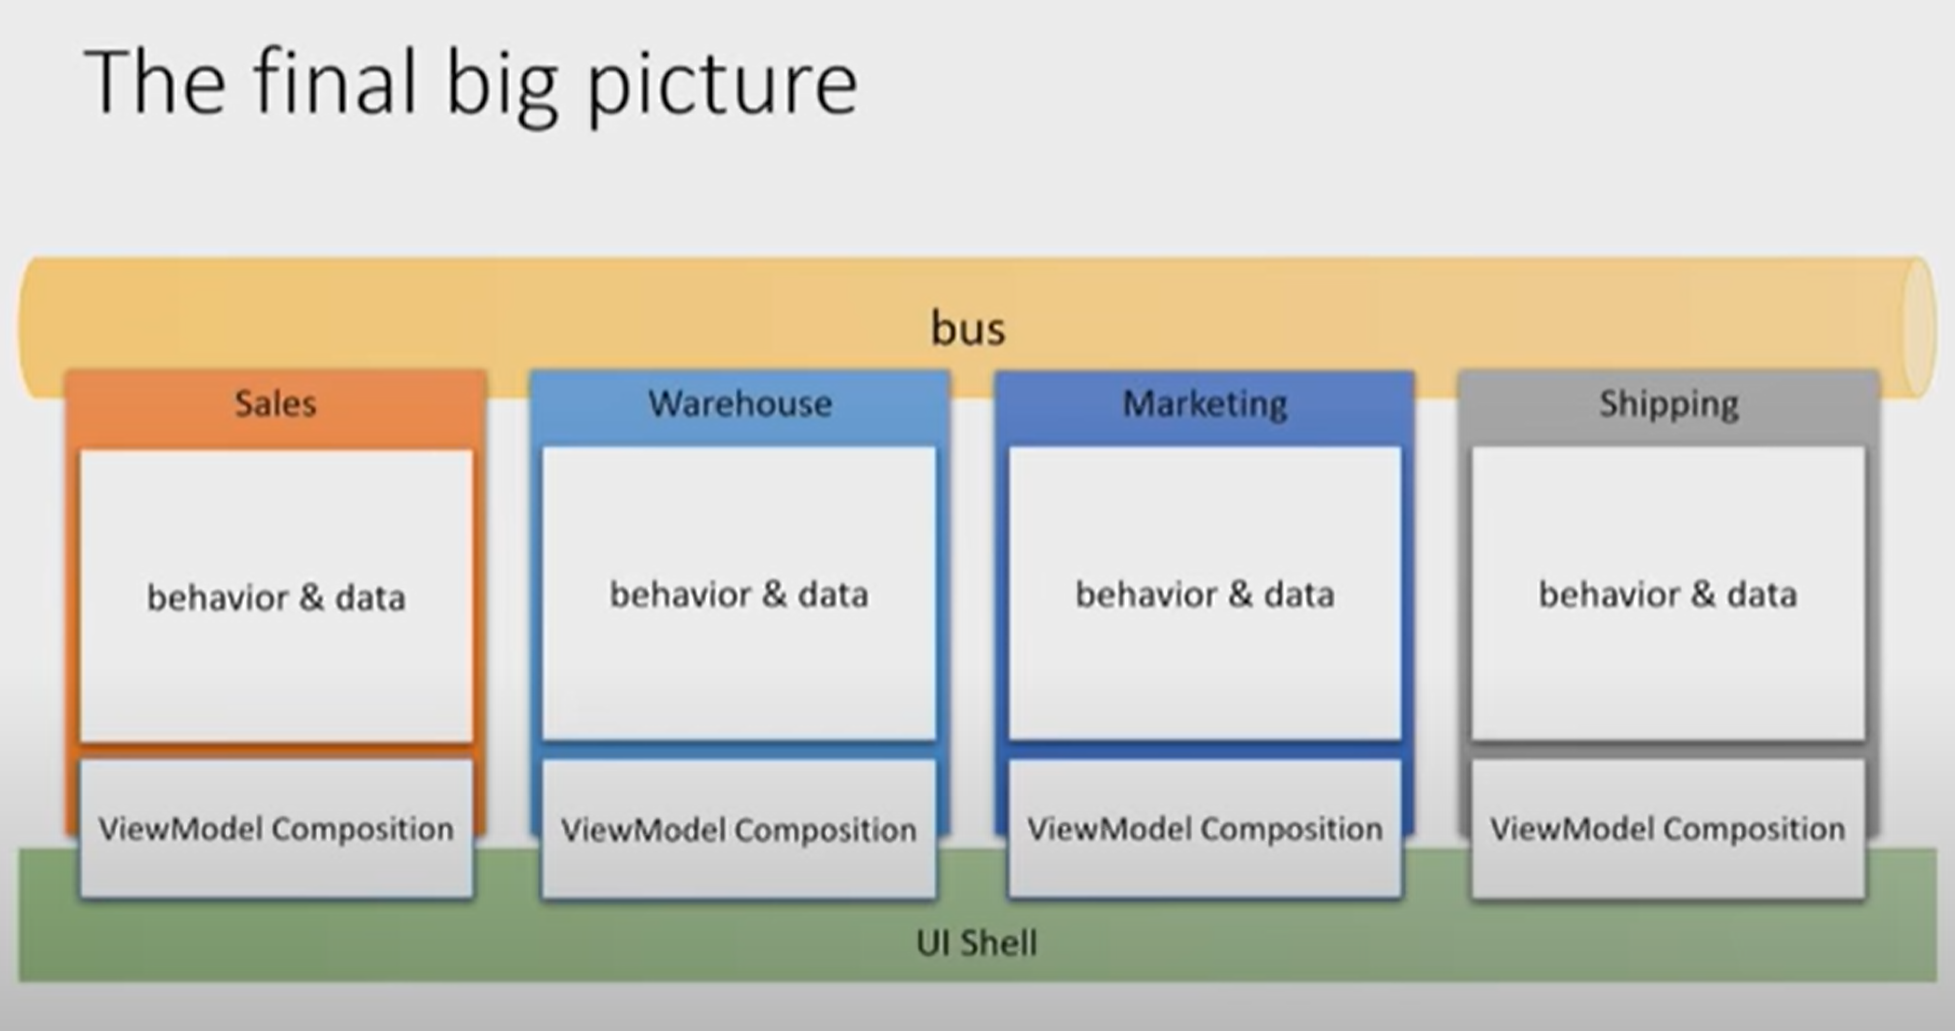 The final big picture
bus
Sales
Warehouse
Marketing
Shipping
behavior & data
behavior & data
behavior & data
behavior & data
ViewModel Composition
ViewModel Composition
ViewModel Composition
ViewModel Composition
UI Shell